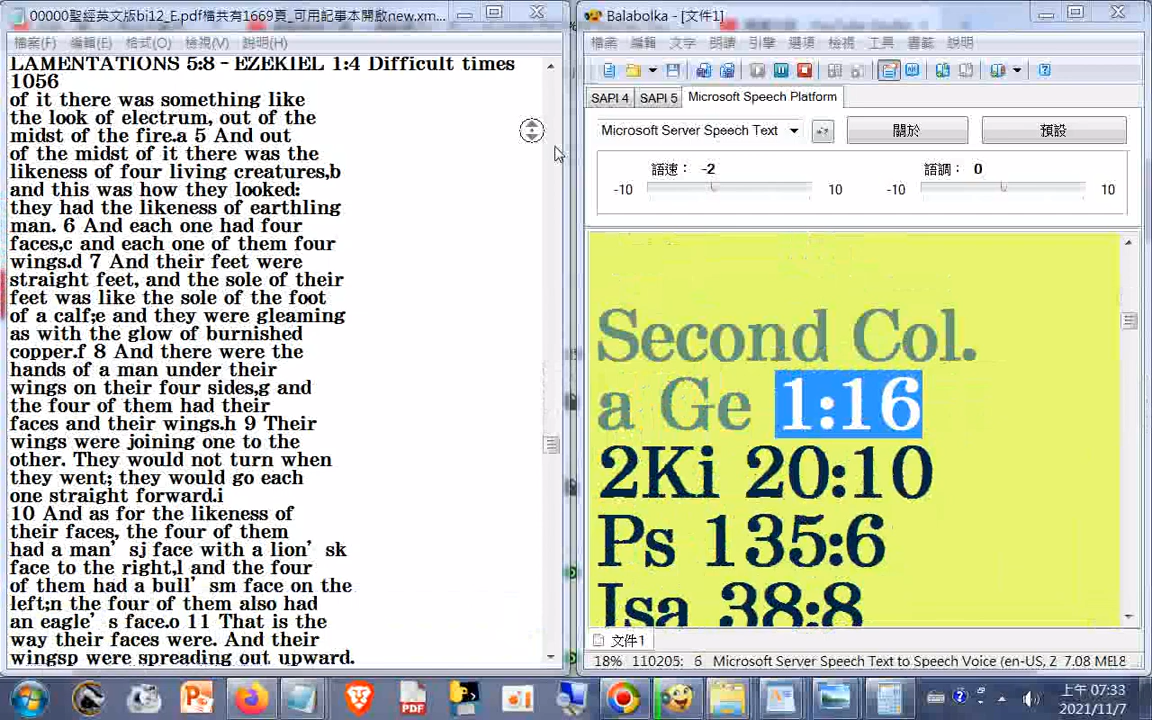 00000聖經英文版bi12_E.pdf檔共有1669頁_可用記事本開啟new.xm...
檔案(F) 編輯(E) 格式(O) 檢視(V) 說明(H)
LAMENTATIONS 5:8 - EZEKIEL 1:4 Difficult times
1056
of it there was something like
the look of electrum, out of the
midst of the fire.a 5 And out
of the midst of it there was the
likeness of four living creatures,b
and this was how they looked:
they had the likeness of earthling
man. 6 And each one had four
faces,c and each one of them four
wings.d 7 And their feet were
straight feet, and the sole of their
feet was like the sole of the foot
of a calf;e and they were gleaming
as with the glow of burnished
copper.f 8 And there were the
hands of a man under their
wings on their four sides,g and
the four of them had their
faces and their wings.h 9 Their
wings were joining one to the
other. They would not turn when
they went; they would go each
one straight forward.i
10 And as for the likeness of
their faces, the four of them
had a man’ sj face with a lion’ sk
face to the right,l and the four
of them had a bull’ sm face on the
left;n the four of them also had
an eagle’ s face.o 11 That is the
way their faces were. And their
wingsp were spreading out upward.
Balabolka - [文件1]
檔案 編輯 文字 朗讀 引擎 選項 檢視 工具 書籤 說明
SAPI 4 SAPI 5 Microsoft Speech Platform
Microsoft Server Speech Text 關於 預設
語速： -2 語調： 0
-10 10 -10 10
Second Col.
a Ge 1:16
2Ki 20:10
Ps 135:6
Isa 38:8
文件1
18% 110205: 6 Microsoft Server Speech Text to Speech Voice (en-US, Z 7.08 MEL8
上午 07:33
2021/11/7